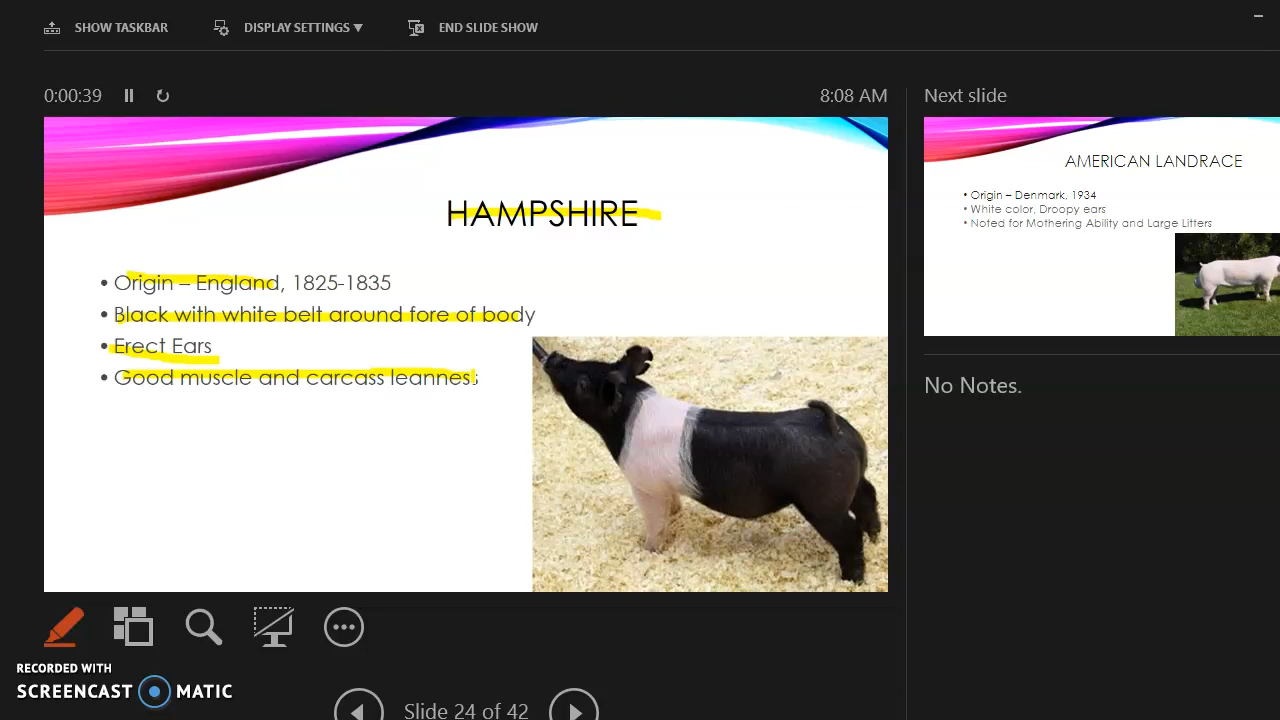 SHOW TASKBAR
DISPLAY SETTINGS
END SLIDE SHOW
0:00:39
8:08 AM
HAMPSHIRE
• Origin – England, 1825-1835
• Black with white belt around fore of body
• Erect Ears
• Good muscle and carcass leanness
Next slide
AMERICAN LANDRACE
• Origin – Denmark, 1934
• White color, Droopy ears
• Noted for Mothering Ability and Large Litters
No Notes.
RECORDED WITH
SCREENCAST MATIC
Slide 24 of 42